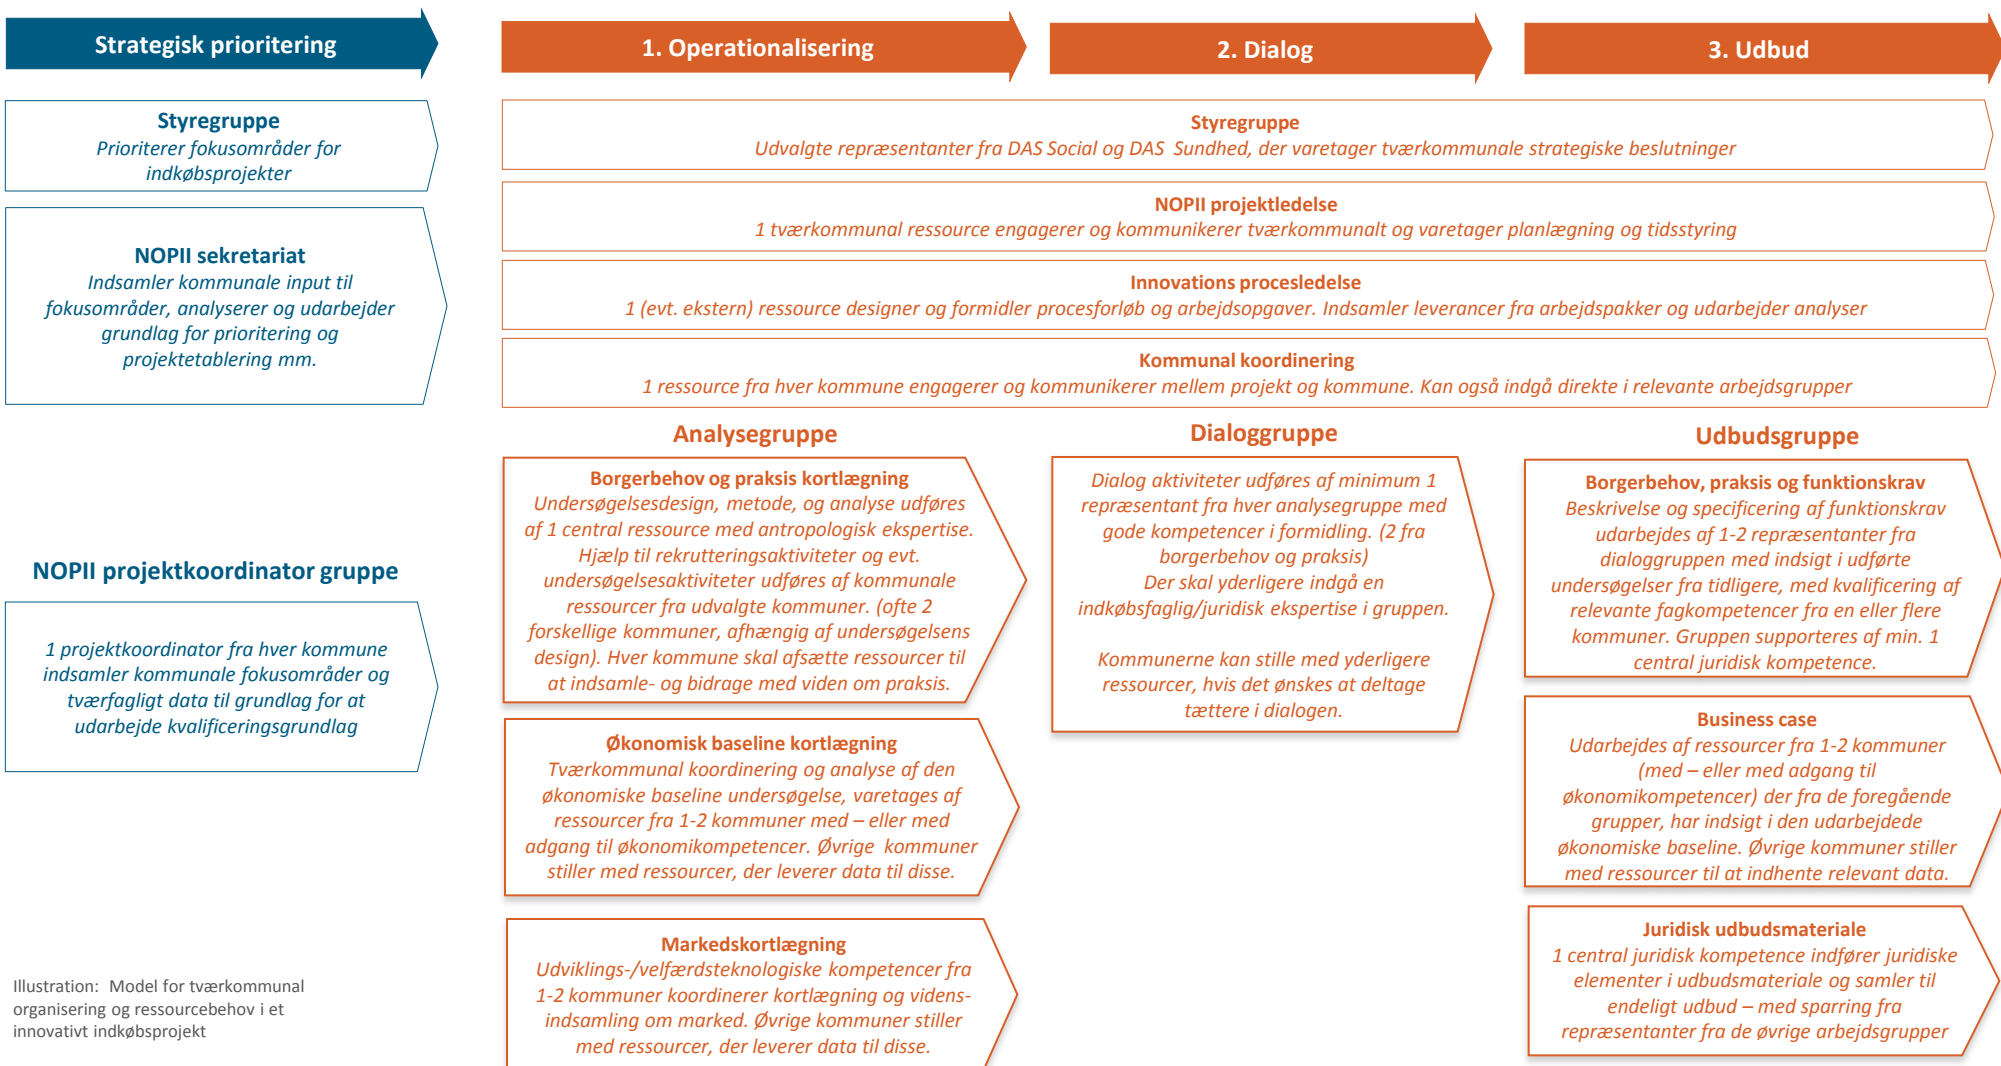 Strategisk prioritering
Styregruppe
Prioriterer fokusområder for
indkøbsprojekter
NOPII sekretariat
Indsamler kommunale input til
fokusområder, analyserer og udarbejder
grundlag for prioritering og
projektetablering mm.
NOPII projektkoordinator gruppe
1 projektkoordinator fra hver kommune
indsamler kommunale fokusområder og
tværfagligt data til grundlag for at
udarbejde kvalificeringsgrundlag
Illustration:  Model for tværkommunal
organisering og ressourcebehov i et
innovativt indkøbsprojekt
1. Operationalisering
2. Dialog
3. Udbud
Styregruppe
Udvalgte repræsentanter fra DAS Social og DAS  Sundhed, der varetager tværkommunale strategiske beslutninger
NOPII projektledelse
1 tværkommunal ressource engagerer og kommunikerer tværkommunalt og varetager planlægning og tidsstyring
Innovations procesledelse
1 (evt. ekstern) ressource designer og formidler procesforløb og arbejdsopgaver. Indsamler leverancer fra arbejdspakker og udarbejder analyser
Kommunal koordinering
1 ressource fra hver kommune engagerer og kommunikerer mellem projekt og kommune. Kan også indgå direkte i relevante arbejdsgrupper
Analysegruppe
Borgerbehov og praksis kortlægning
Undersøgelsesdesign, metode, og analyse udføres
af 1 central ressource med antropologisk ekspertise.
Hjælp til rekrutteringsaktiviteter og evt.
undersøgelsesaktiviteter udføres af kommunale
ressourcer fra udvalgte kommuner. (ofte 2
forskellige kommuner, afhængig af undersøgelsens
design). Hver kommune skal afsætte ressourcer til
at indsamle- og bidrage med viden om praksis.
Økonomisk baseline kortlægning
Tværkommunal koordinering og analyse af den
økonomiske baseline undersøgelse, varetages af
ressourcer fra 1-2 kommuner med – eller med
adgang til økonomikompetencer. Øvrige  kommuner
stiller med ressourcer, der leverer data til disse.
Markedskortlægning
Udviklings-/velfærdsteknologiske kompetencer fra
1-2 kommuner koordinerer kortlægning og videns-
indsamling om marked. Øvrige kommuner stiller
med ressourcer, der leverer data til disse.
Dialoggruppe
Dialog aktiviteter udføres af minimum 1
repræsentant fra hver analysegruppe med
gode kompetencer i formidling. (2 fra
borgerbehov og praksis)
Der skal yderligere indgå en
indkøbsfaglig/juridisk ekspertise i gruppen.
Kommunerne kan stille med yderligere
ressourcer, hvis det ønskes at deltage
tættere i dialogen.
Udbudsgruppe
Borgerbehov, praksis og funktionskrav
Beskrivelse og specificering af funktionskrav
udarbejdes af 1-2 repræsentanter fra
dialoggruppen med indsigt i udførte
undersøgelser fra tidligere, med kvalificering af
relevante fagkompetencer fra en eller flere
kommuner. Gruppen supporteres af min. 1
central juridisk kompetence.
Business case
Udarbejdes af ressourcer fra 1-2 kommuner
(med – eller med adgang til
økonomikompetencer) der fra de foregående
grupper, har indsigt i den udarbejdede
økonomiske baseline. Øvrige kommuner stiller
med ressourcer til at indhente relevant data.
Juridisk udbudsmateriale
1 central juridisk kompetence indfører juridiske
elementer i udbudsmateriale og samler til
endeligt udbud – med sparring fra
repræsentanter fra de øvrige arbejdsgrupper